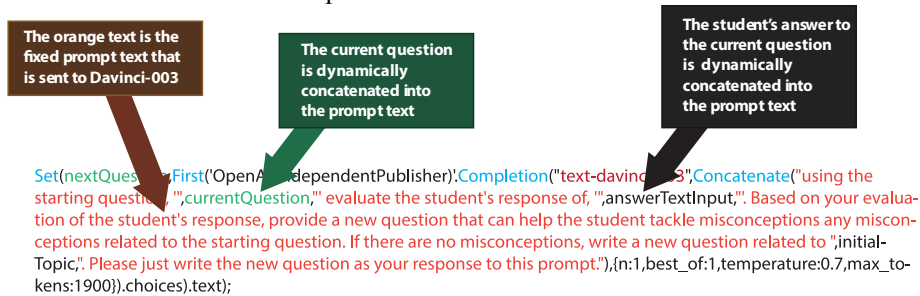 The orange text is the
fixed prompt text that
is sent to Davinci-003
The current question
is dynamically
concatenated into
the prompt text
The student's answer to
the current question
is dynamically
concatenated into
the prompt text
Set(nextQues First('OpenA ndependentPublisher)'.Completion("text-davinc 3",Concatenate("using the
starting quest '",currentQuestion,"' evaluate the student's response of, '",answerTextInput,"'. Based on your evalua-
tion of the student's response, provide a new question that can help the student tackle misconceptions any miscon-
ceptions related to the starting question. If there are no misconceptions, write a new question related to ",initial-
Topic,". Please just write the new question as your response to this prompt."),{n:1,best_of:1,temperature:0.7,max_to-
kens:1900}).choices).text);